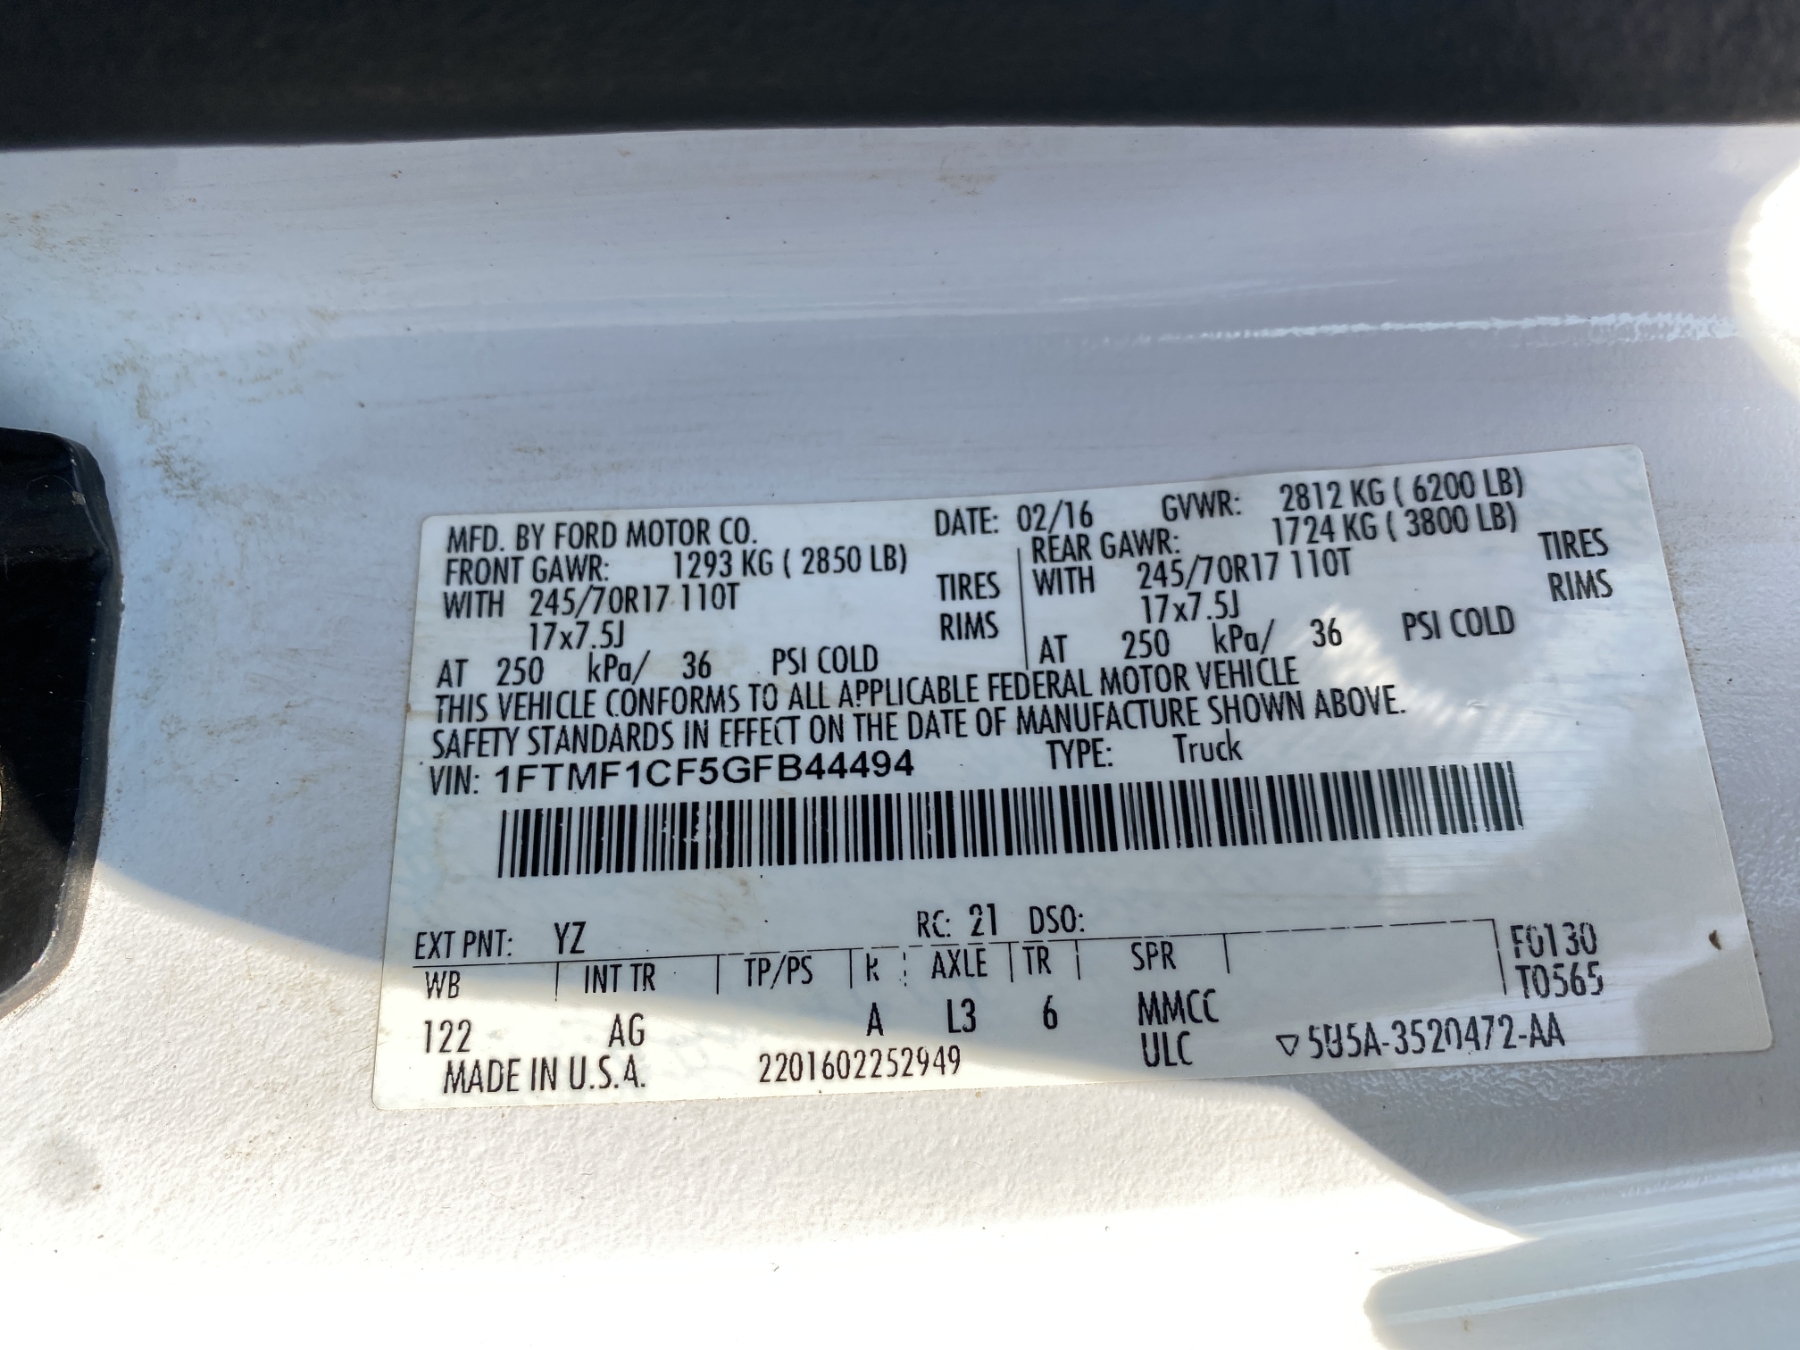 MFD. BY FORD MOTOR CO. DATE: 02/16 GVWR: 2812 KG ( 6200 LB)
FRONT GAWR: 1293 KG ( 2850 LB) REAR GAWR: 1724 KG ( 3800 LB)
WITH 245/70R17 110T TIRES WITH 245/70R17 110T TIRES
17x7.5J RIMS 17x7.5J RIMS
AT 250 kPa/ 36 PSI COLD AT 250 kPa/ 36 PSI COLD
THIS VEHICLE CONFORMS TO ALL APPLICABLE FEDERAL MOTOR VEHICLE
SAFETY STANDARDS IN EFFECT ON THE DATE OF MANUFACTURE SHOWN ABOVE.
VIN: 1FTMF1CF5GFB44494 TYPE: Truck
EXT PNT: YZ RC: 21 DSO:
WB INT TR TP/PS R AXLE TR SPR F0130
T0565
122 AG A L3 6 MMCC
ULC ▽5U5A-3520472-AA
MADE IN U.S.A. 2201602252949